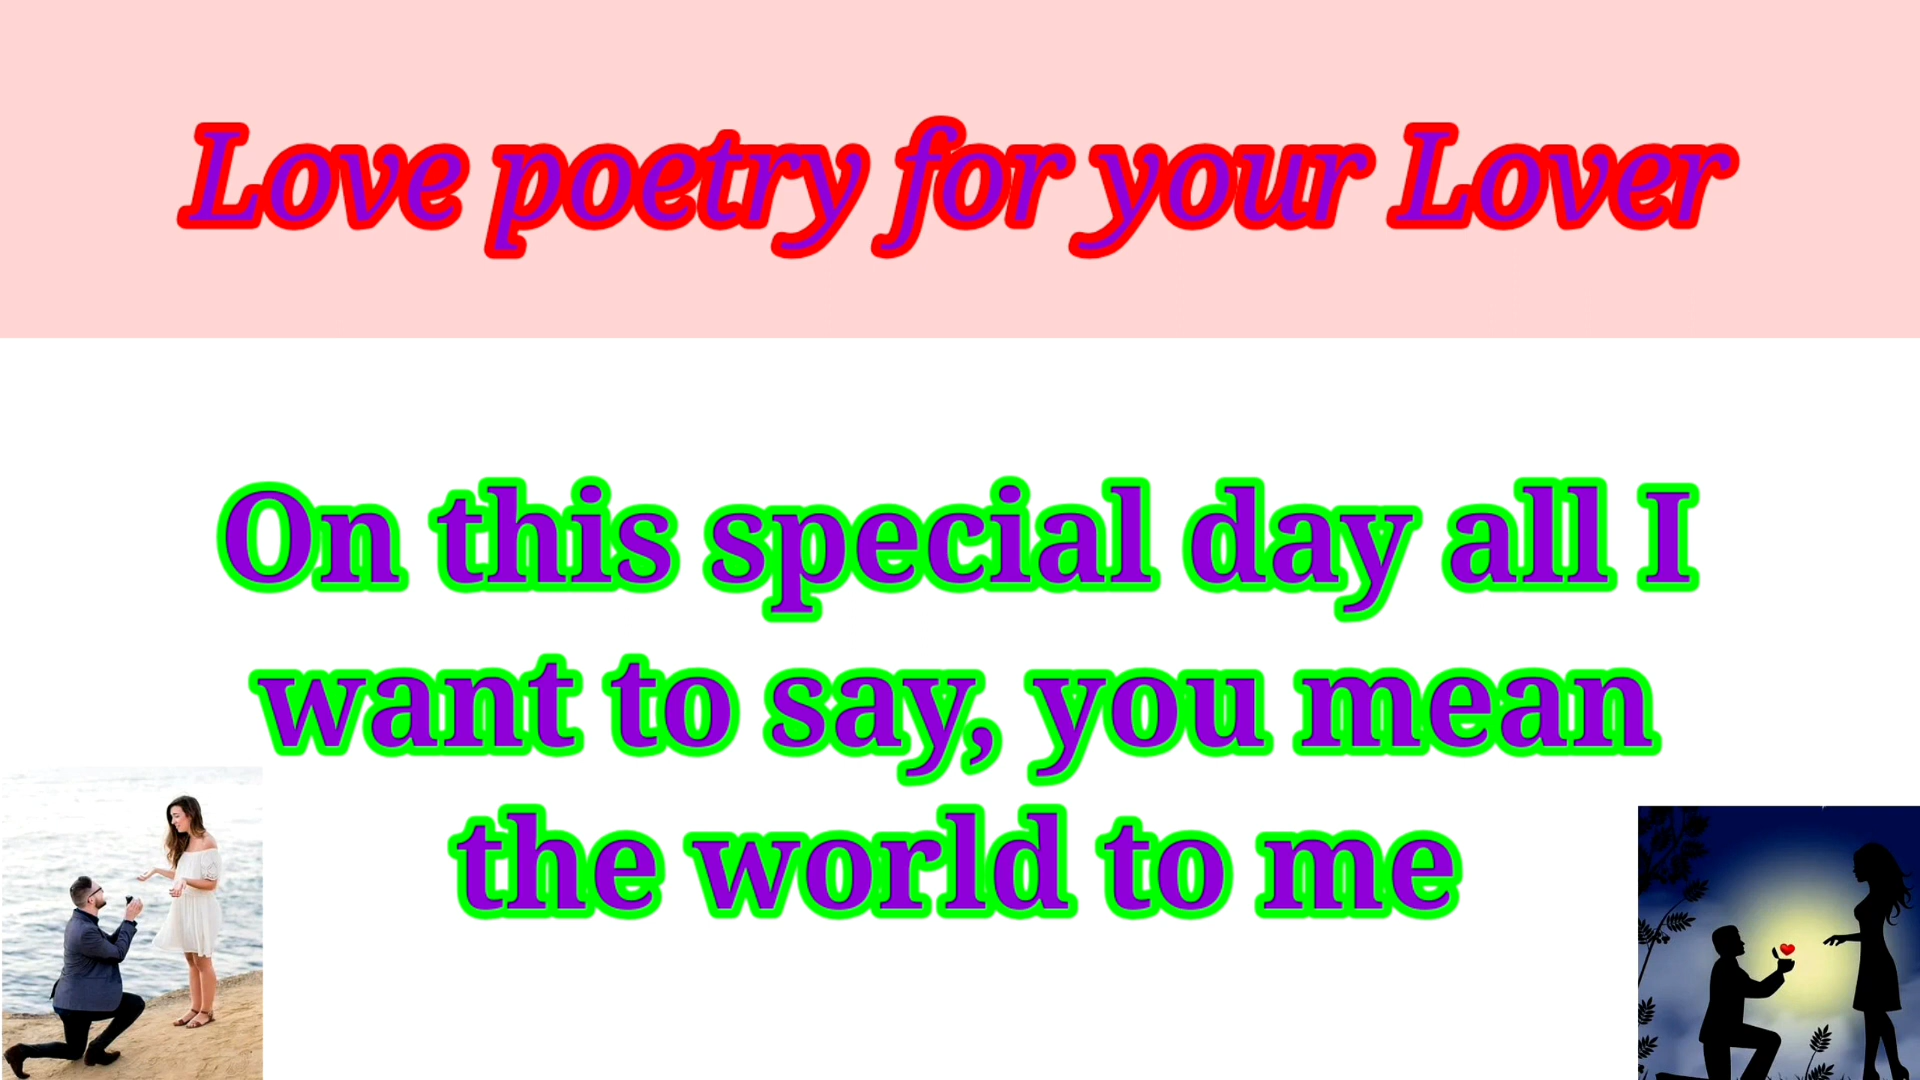 Love poetry for your Lover
On this special day all I
want to say, you mean
the world to me